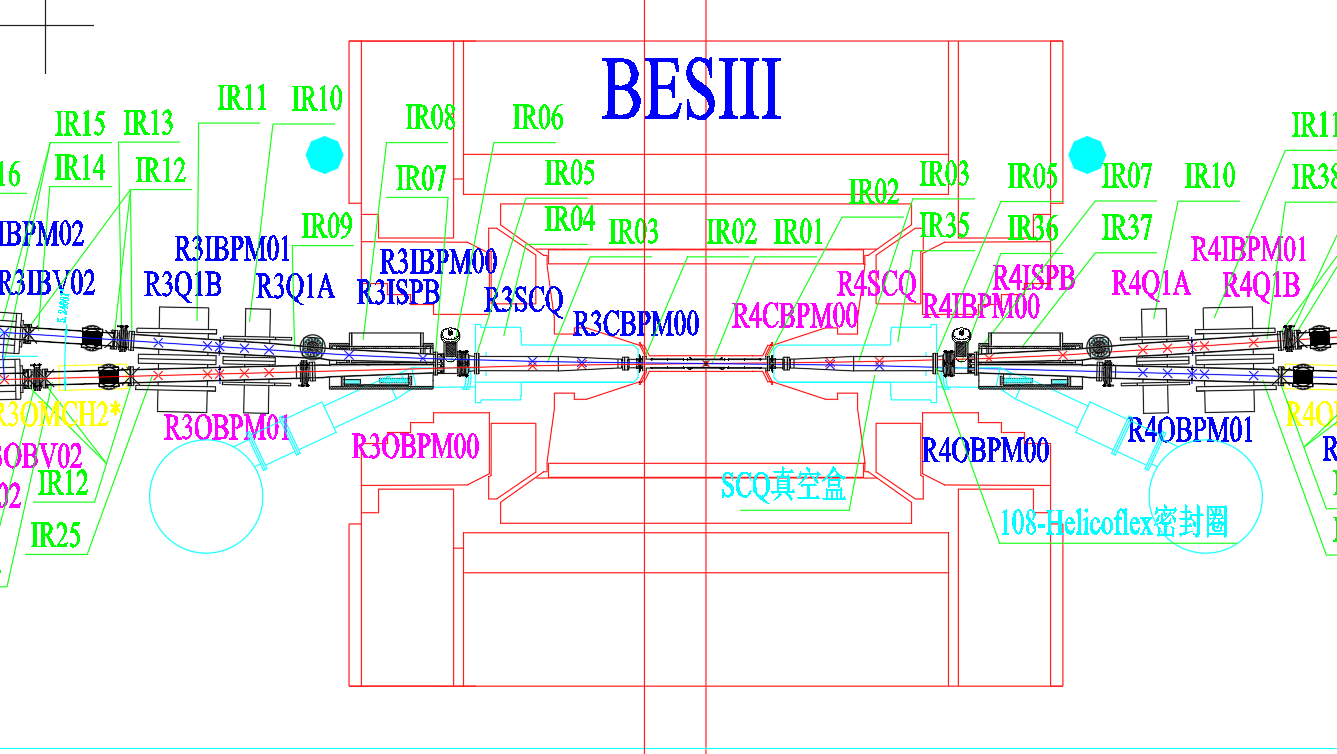 BESIII
IR11
IR10
IR15
IR13
IR08
IR06
IR11
IR14
IR12
IR07
IR05
IR03
IR05
IR07
IR10
IR38
16
IR02
IR09
IR04
IR03
IR02
IR01
IR35
IR36
IR37
IBPM02
R3IBPM01
R3IBPM00
R4IBPM01
R3IBV02
R3Q1B
R3Q1A
R3ISPB
R3SCQ
R4SCQ
R4ISPB
R4Q1A
R4Q1B
R3CBPM00
R4CBPM00
R4IBPM00
R3OMCH2*
R3OBPM01
R3OBPM00
R4OBPM00
R4OBPM01
OBV02
02
IR12
SCQ真空盒
IR25
108-Helicoflex密封圈